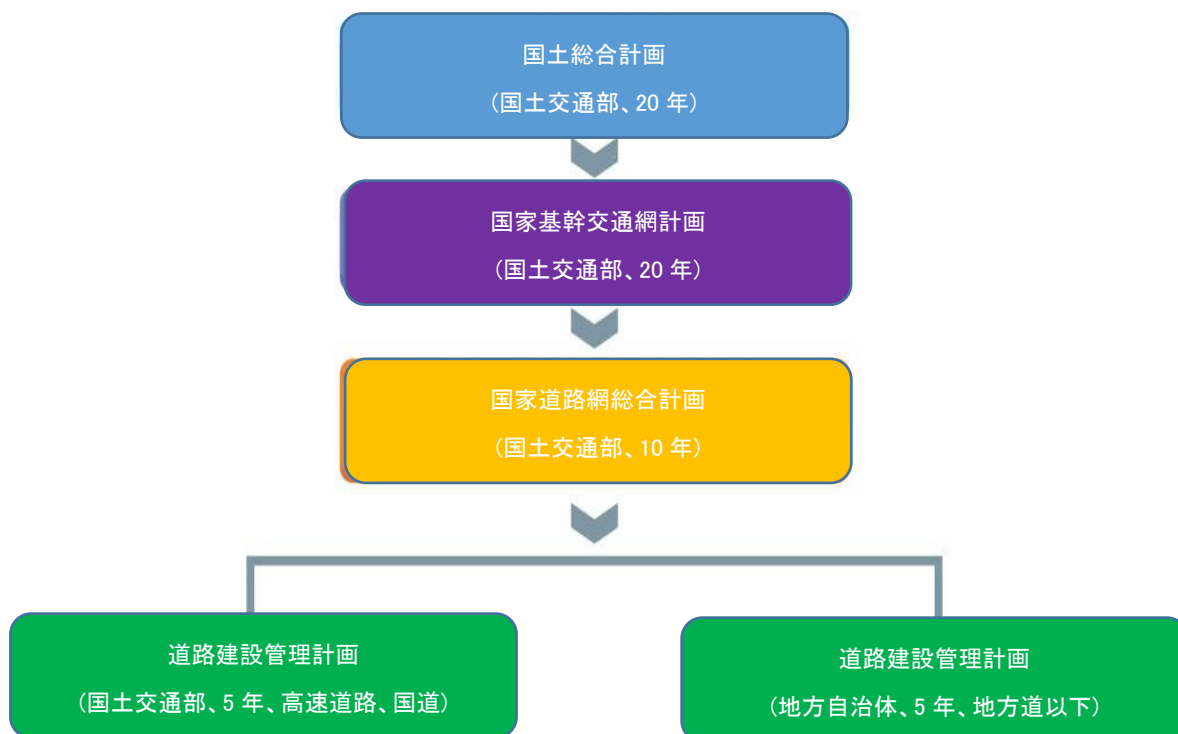 国土総合計画
（国土交通部、20 年）
国家基幹交通網計画
（国土交通部、20 年）
国家道路網総合計画
（国土交通部、10 年）
道路建設管理計画
（国土交通部、5 年、高速道路、国道）
道路建設管理計画
（地方自治体、5 年、地方道以下）